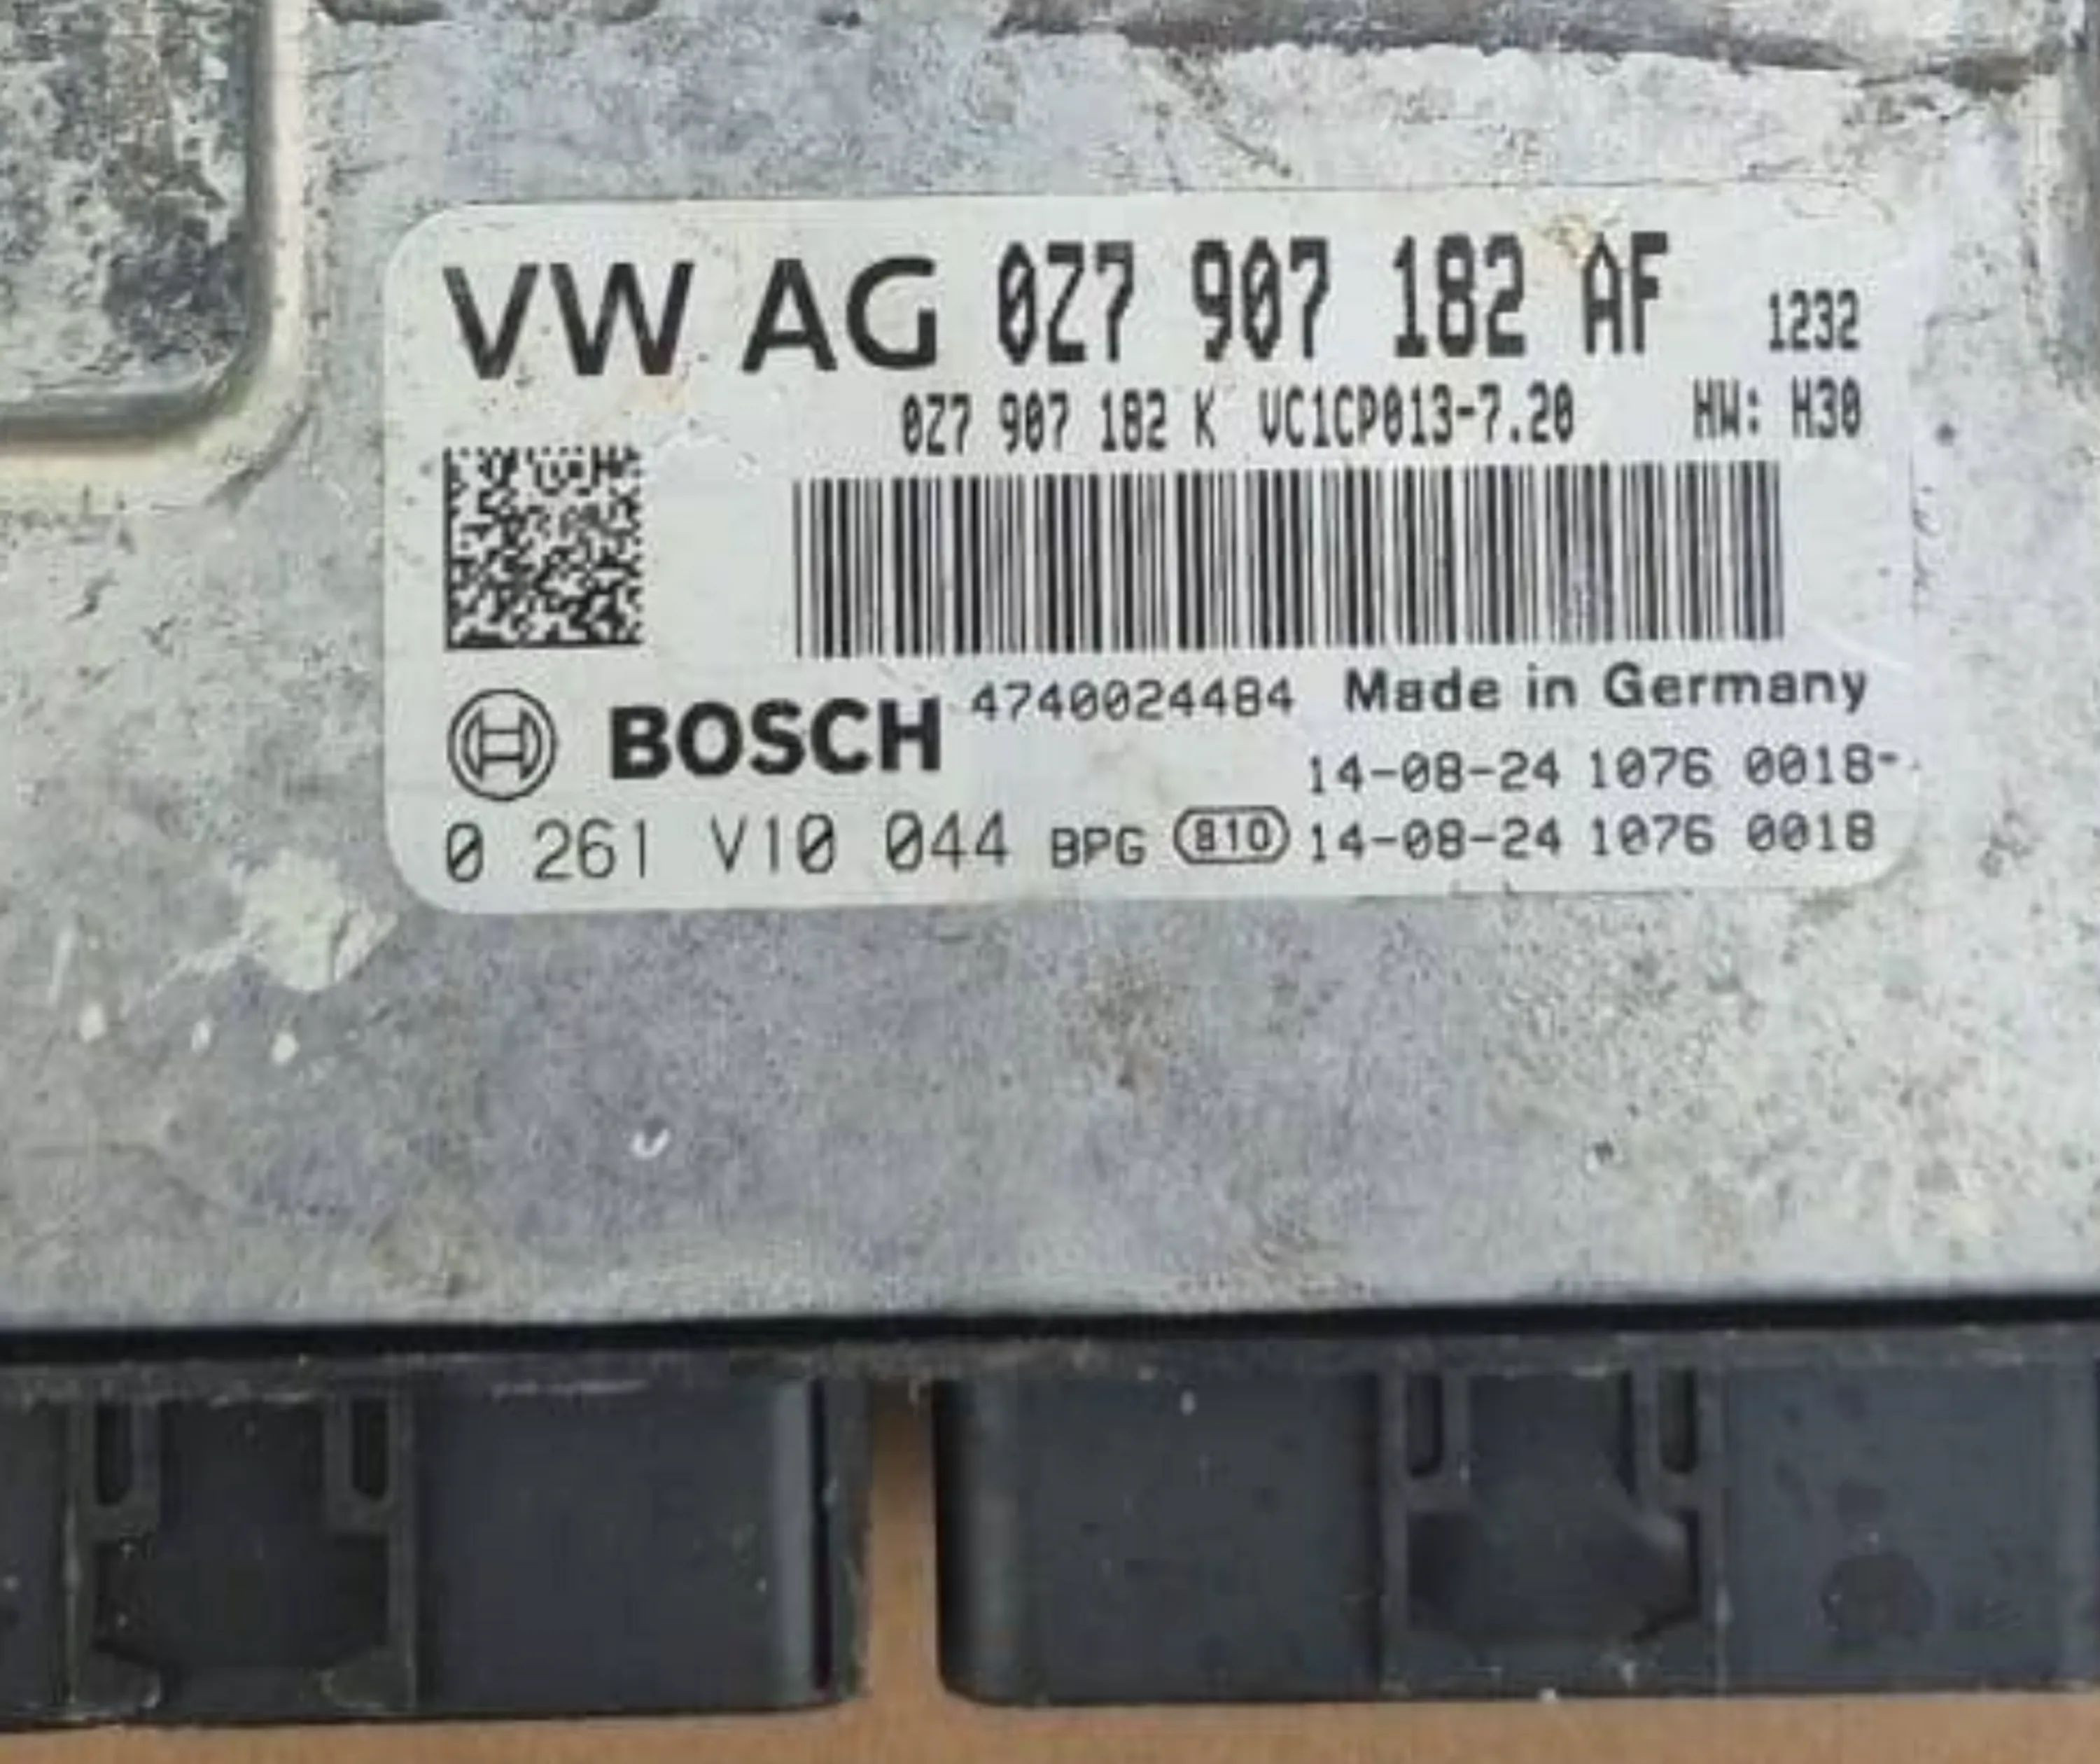 VW AG 0Z7 907 182 AF 1232
0Z7 907 182 K VC1CP013-7.20 HW: H30
BOSCH 4740024484 Made in Germany
14-08-24 1076 0018-
0 261 V10 044 BPG 810 14-08-24 1076 0018